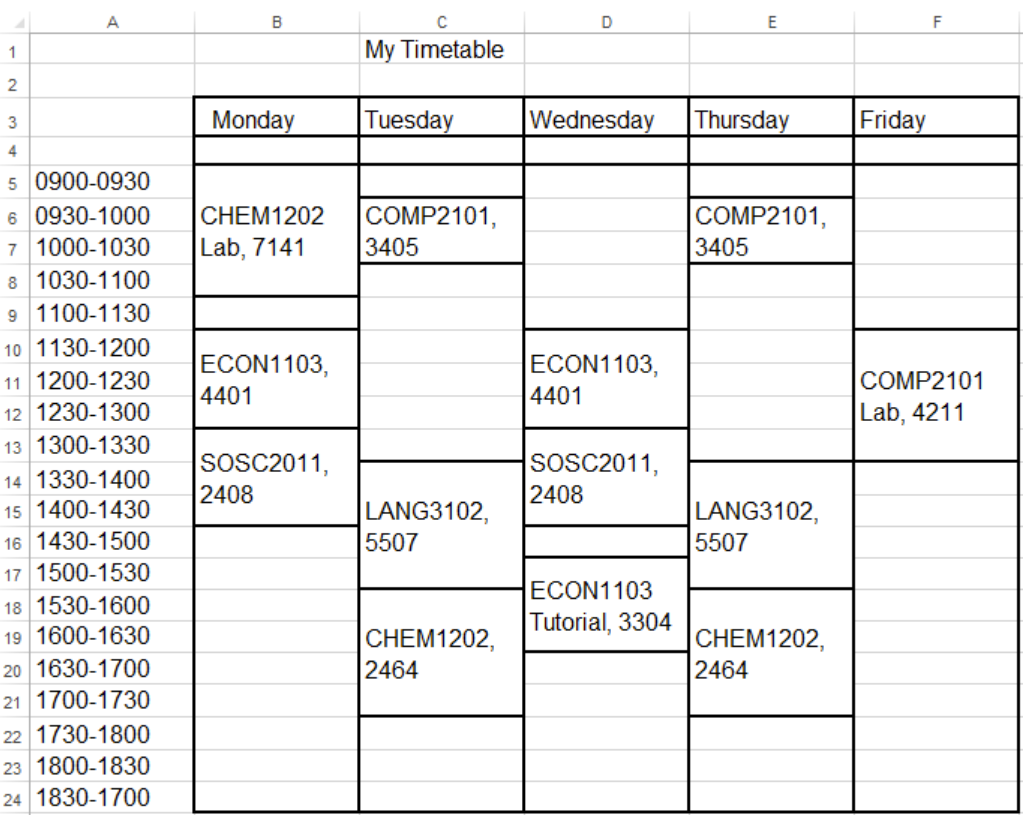 A B C D E F
1 My Timetable
2
3 Monday Tuesday Wednesday Thursday Friday
4
5 0900-0930
6 0930-1000 CHEM1202 COMP2101, COMP2101,
7 1000-1030 Lab, 7141 3405 3405
8 1030-1100
9 1100-1130
10 1130-1200 ECON1103, ECON1103,
11 1200-1230 4401 4401 COMP2101
12 1230-1300 Lab, 4211
13 1300-1330
14 1330-1400 SOSC2011, SOSC2011,
15 1400-1430 2408 LANG3102, 2408 LANG3102,
16 1430-1500 5507 5507
17 1500-1530
18 1530-1600 ECON1103
19 1600-1630 CHEM1202, Tutorial, 3304 CHEM1202,
20 1630-1700 2464 2464
21 1700-1730
22 1730-1800
23 1800-1830
24 1830-1700